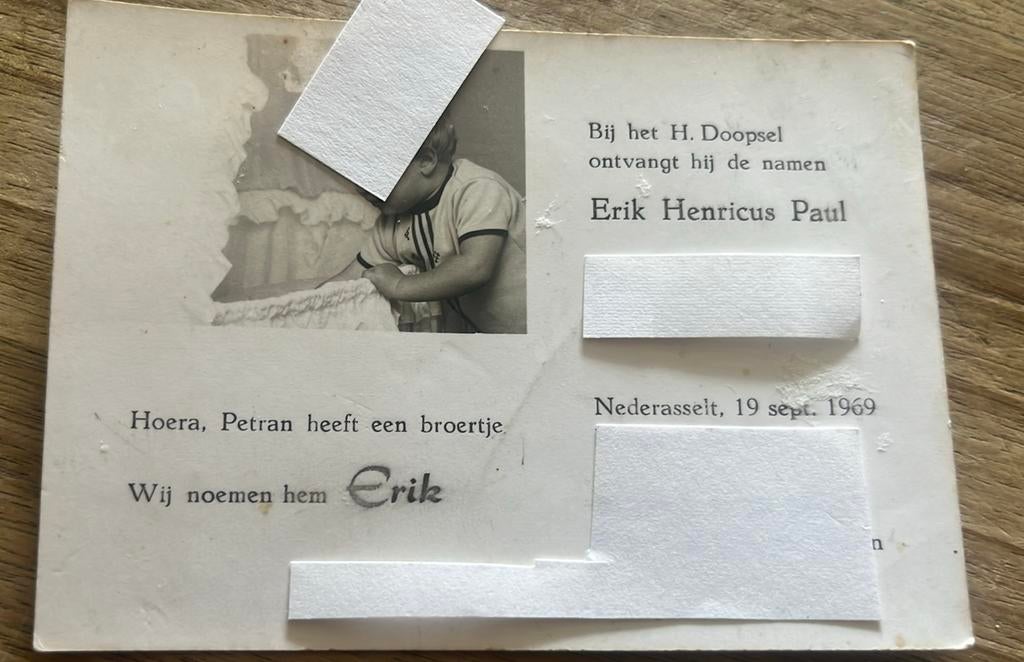 Hoera, Petran heeft een broertje
Wij noemen hem Erik
Bij het H. Doopsel
ontvangt hij de namen
Erik Henricus Paul
Nederasselt, 19 sept. 1969
n